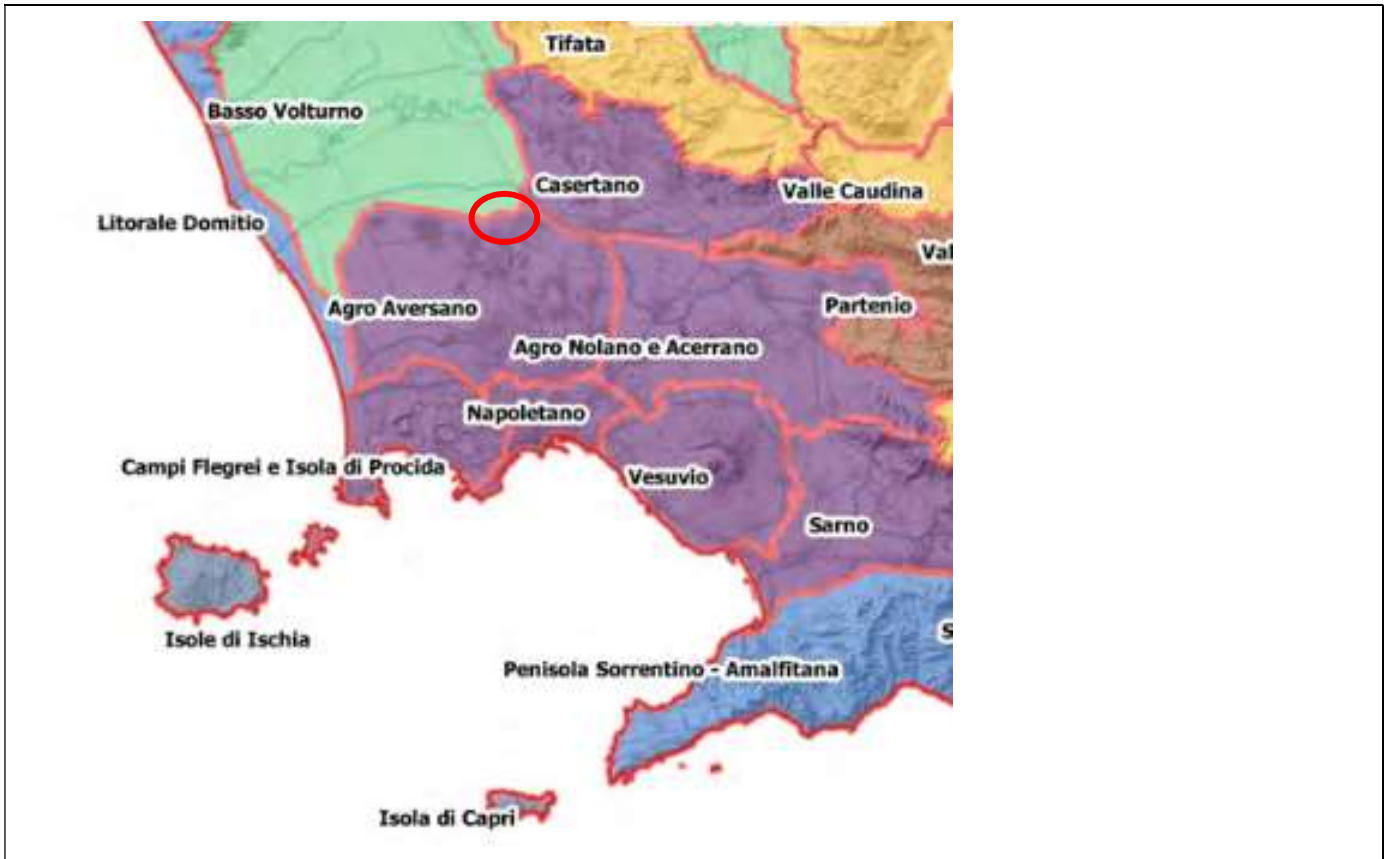 Tifata
Basso Volturno
Casertano
Valle Caudina
Litorale Domitio
Val
Partenio
Agro Aversano
Agro Nolano e Acerrano
Napoletano
Campi Flegrei e Isola di Procida
Vesuvio
Sarno
Isole di Ischia
S
Penisola Sorrentino - Amalfitana
Isola di Capri